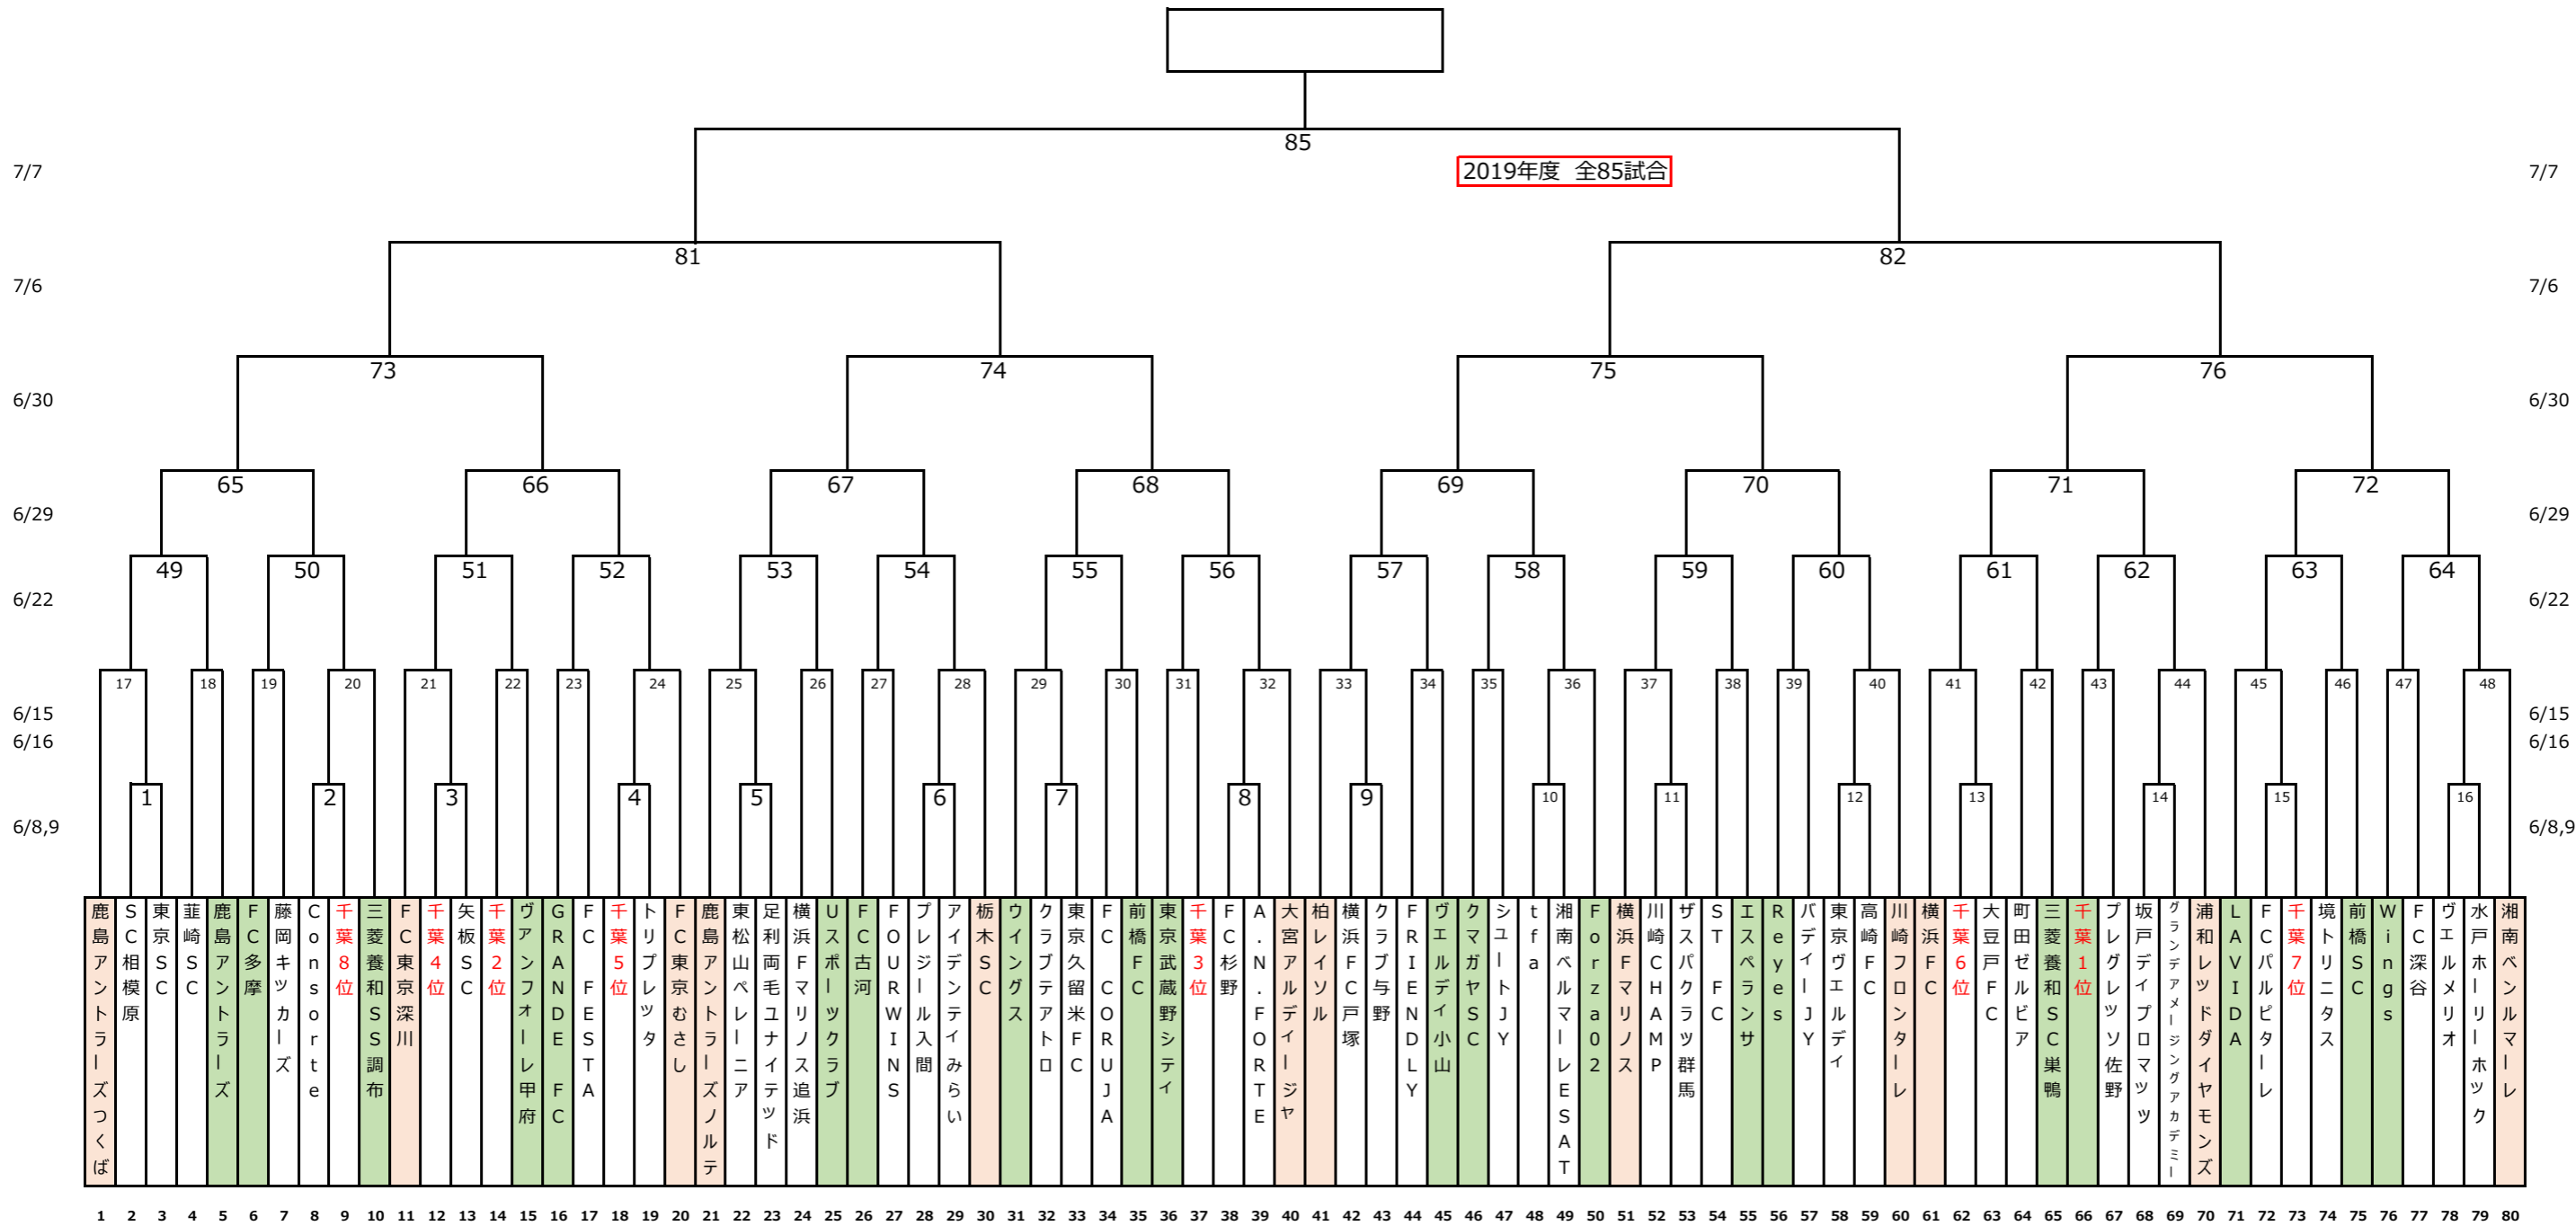 85
7/7
2019年度 全85試合
7/7
81
82
7/6
7/6
73
74
75
76
6/30
6/30
65
66
67
68
69
70
71
72
6/29
6/29
49
50
51
52
53
54
55
56
57
58
59
60
61
62
63
64
6/22
6/22
17
18
19
20
21
22
23
24
25
26
27
28
29
30
31
32
33
34
35
36
37
38
39
40
41
42
43
44
45
46
47
48
6/15
6/15
6/16
6/16
1
2
3
4
5
6
7
8
9
10
11
12
13
14
15
16
6/8,9
6/8,9
鹿島アントラーズつくば
SC相模原
東京SC
韮崎SC
鹿島アントラーズ
FC多摩
藤岡キッカーズ
Consorte
千葉8位
三菱養和SS調布
FC東京深川
千葉4位
矢板SC
千葉2位
ヴァンフォーレ甲府
GRANDE FC
FC FESTA
千葉5位
トリプレッタ
FC東京むさし
鹿島アントラーズノルテ
東松山ペレーニア
足利両毛ユナイテッド
横浜Fマリノス追浜
Uスポーツクラブ
FC古河
FOURWINS
プレジール入間
アイデンティみらい
栃木SC
ウイングス
クラブテアトロ
東京久留米FC
FC CORUJA
前橋FC
東京武蔵野シティ
千葉3位
FC杉野
A.N.FORTE
大宮アルディージャ
柏レイソル
横浜FC戸塚
クラブ与野
FRIENDLY
ヴェルディ小山
クマガヤSC
シュートJY
tfa
湘南ベルマーレESAT
Forza02
横浜Fマリノス
川崎CHAMP
ザスパクラツ群馬
ST FC
エスペランサ
Reyes
バディーJY
東京ヴェルディ
高崎FC
川崎フロンターレ
横浜FC
千葉6位
大豆戸FC
町田ゼルビア
三菱養和SC巣鴨
千葉1位
プレグレッソ佐野
坂戸ディプロマッツ
グランデアメージングアカデミー
浦和レッドダイヤモンズ
LAVIDA
FCパルピターレ
千葉7位
境トリニタス
前橋SC
Wings
FC深谷
ヴェルメリオ
水戸ホーリーホック
湘南ベンルマーレ
1 2 3 4 5 6 7 8 9 10 11 12 13 14 15 16 17 18 19 20 21 22 23 24 25 26 27 28 29 30 31 32 33 34 35 36 37 38 39 40 41 42 43 44 45 46 47 48 49 50 51 52 53 54 55 56 57 58 59 60 61 62 63 64 65 66 67 68 69 70 71 72 73 74 75 76 77 78 79 80